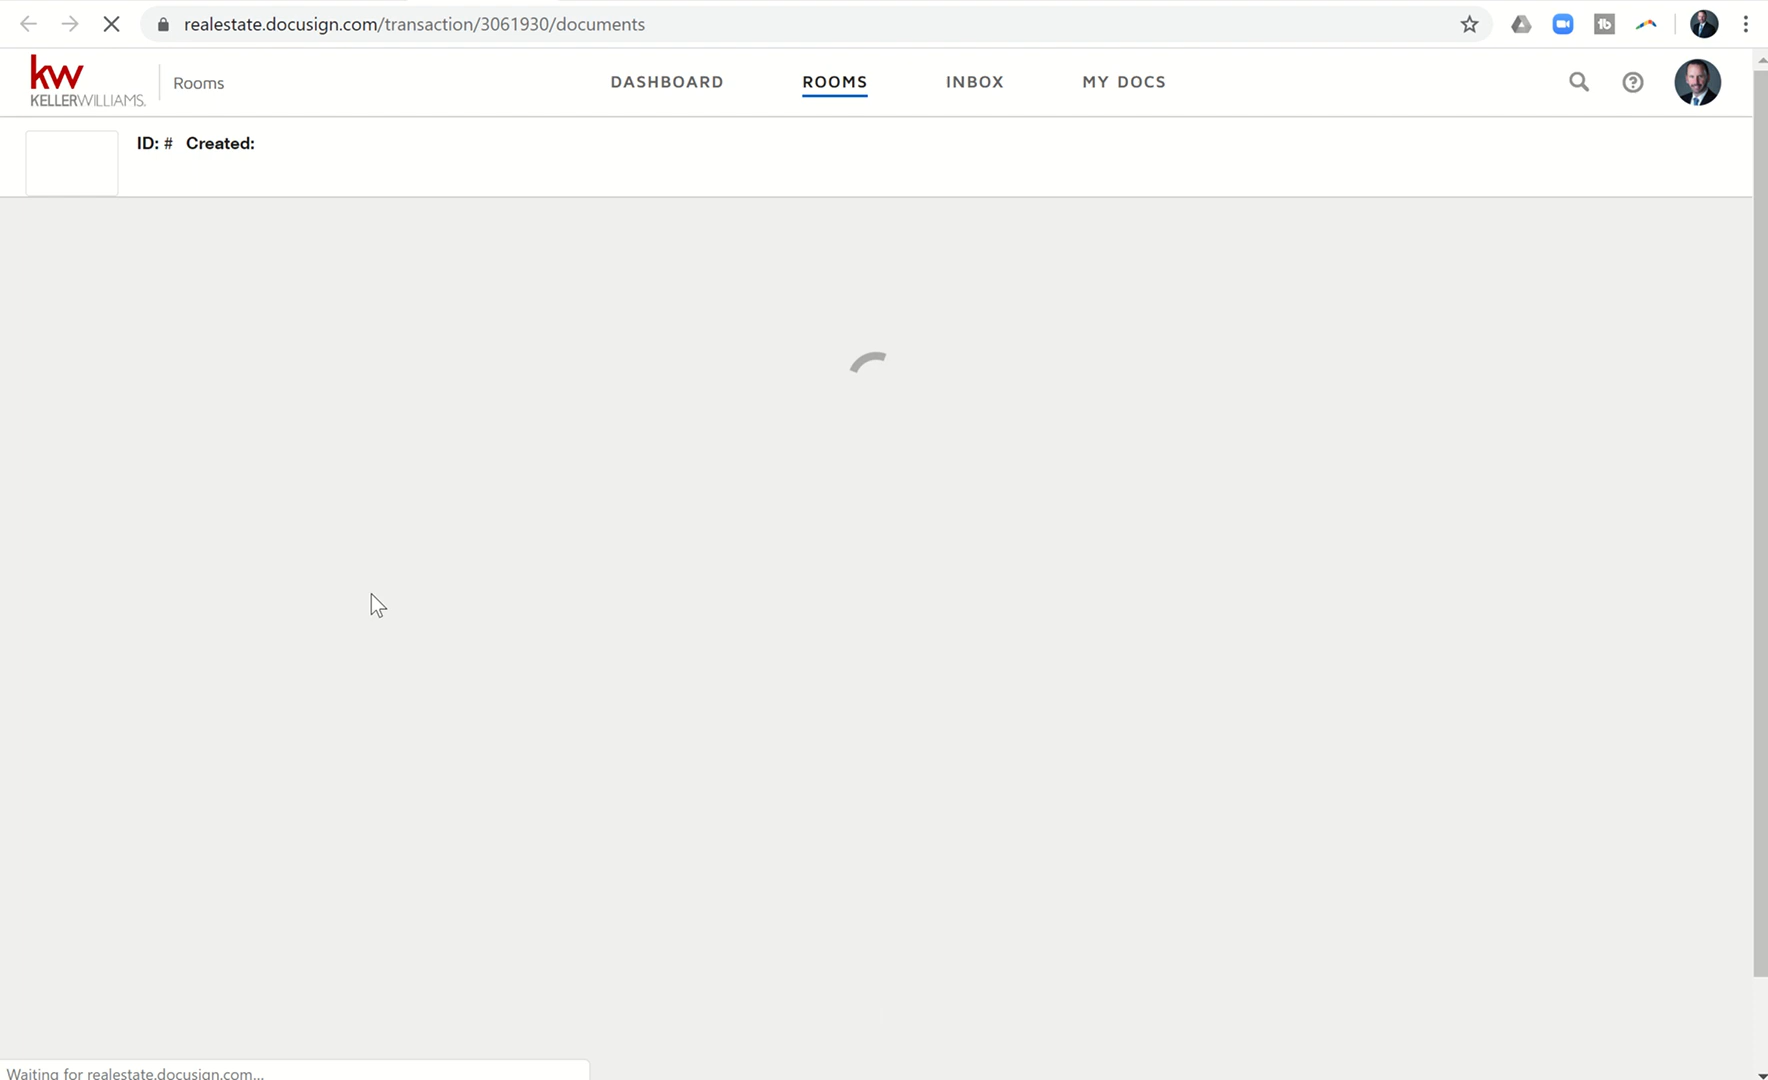 realestate.docusign.com/transaction/3061930/documents
kw
KELLERWILLIAMS.
Rooms
DASHBOARD
ROOMS
INBOX
MY DOCS
ID: # Created:
Waiting for realestate.docusign.com...